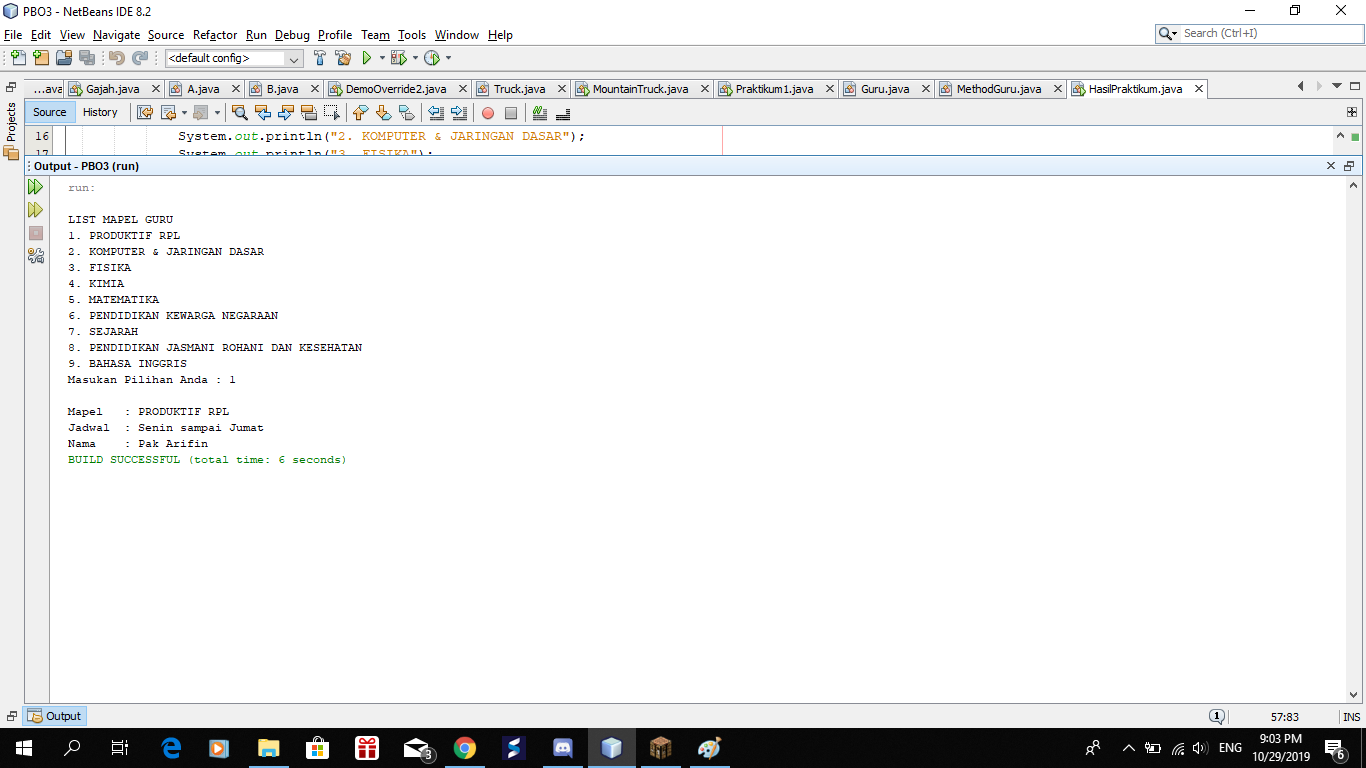 PBO3 - NetBeans IDE 8.2
File Edit View Navigate Source Refactor Run Debug Profile Team Tools Window Help
Search (Ctrl+I)
<default config>
...ava Gajah.java A.java B.java DemoOverride2.java Truck.java MountainTruck.java Praktikum1.java Guru.java MethodGuru.java HasilPraktikum.java
Projects
Source History
16 System.out.println("2. KOMPUTER & JARINGAN DASAR");
17 System.out.println("3. FISIKA");
Output - PBO3 (run)
run:
LIST MAPEL GURU
1. PRODUKTIF RPL
2. KOMPUTER & JARINGAN DASAR
3. FISIKA
4. KIMIA
5. MATEMATIKA
6. PENDIDIKAN KEWARGA NEGARAAN
7. SEJARAH
8. PENDIDIKAN JASMANI ROHANI DAN KESEHATAN
9. BAHASA INGGRIS
Masukan Pilihan Anda : 1
Mapel : PRODUKTIF RPL
Jadwal : Senin sampai Jumat
Nama : Pak Arifin
BUILD SUCCESSFUL (total time: 6 seconds)
Output
1
57:83
INS
3
ENG
9:03 PM
10/29/2019
6